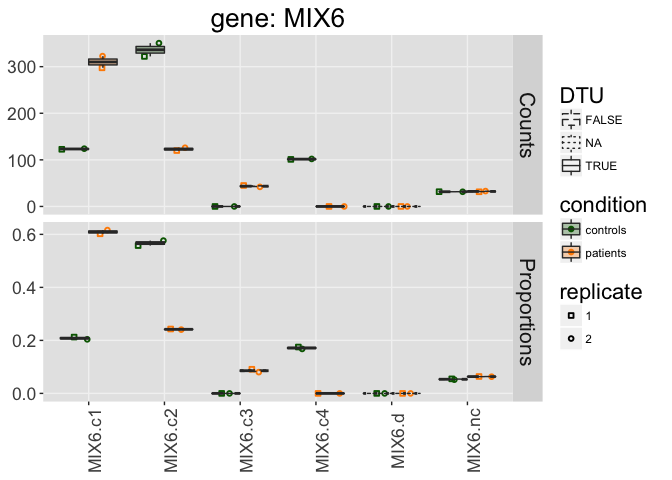 gene: MIX6
300
200
100
0
Counts
0.6
0.4
0.2
0.0
Proportions
MIX6.c1
MIX6.c2
MIX6.c3
MIX6.c4
MIX6.d
MIX6.nc
DTU
FALSE
NA
TRUE
condition
controls
patients
replicate
1
2